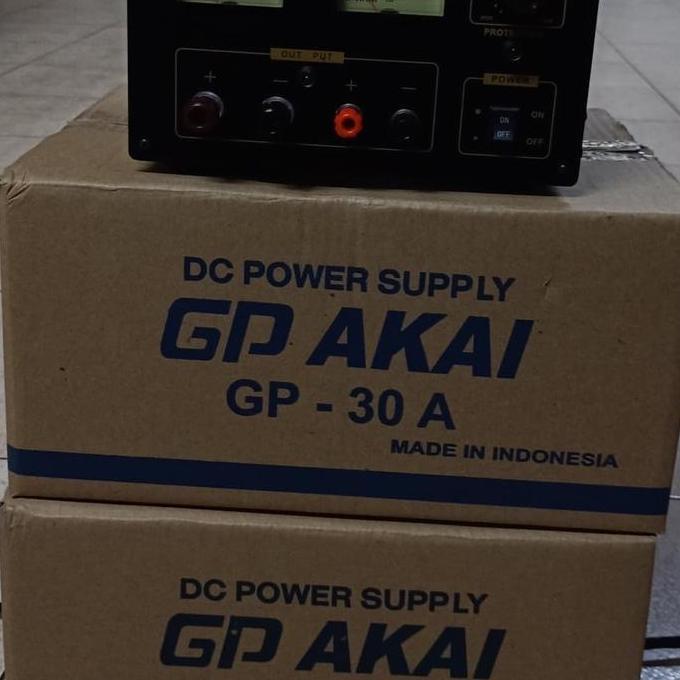 PROTECTION
OUT PUT
POWER
+ − + −
ON
ON
OFF
OFF
DC POWER SUPPLY
GP AKAI
GP - 30 A
MADE IN INDONESIA
DC POWER SUPPLY
GP AKAI